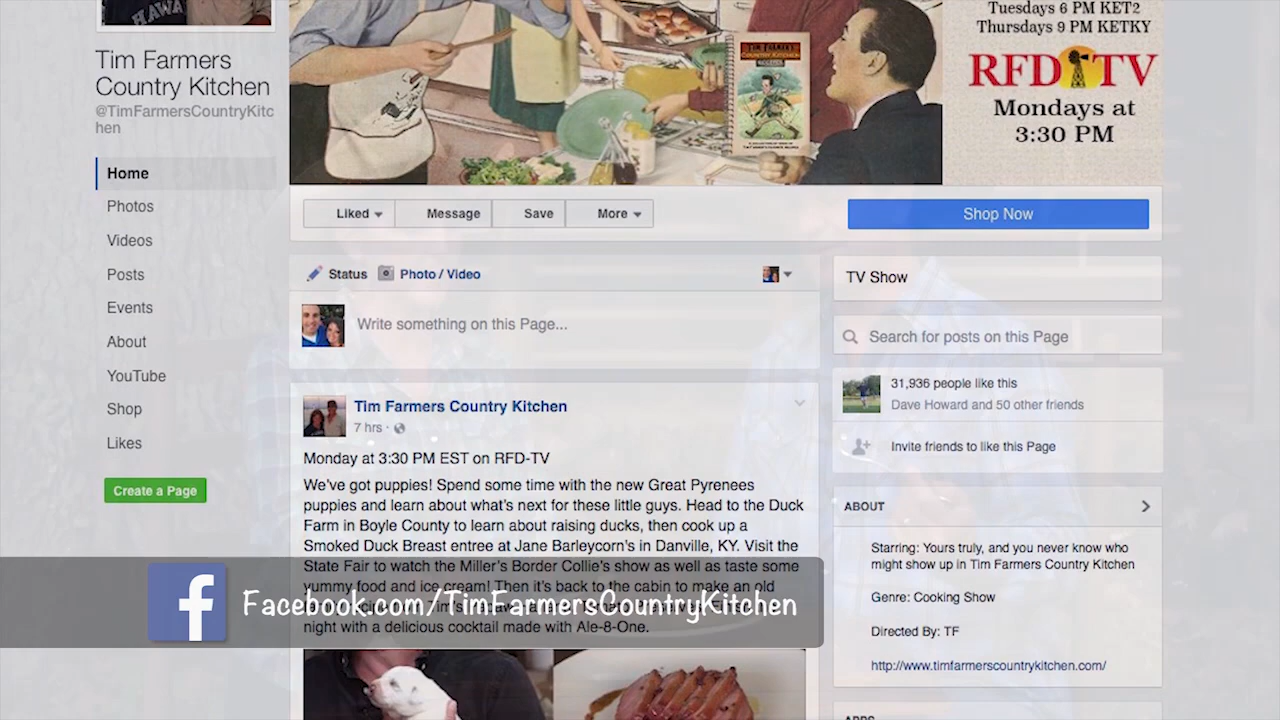 HAWA
Tim Farmers
Country Kitchen
@TimFarmersCountryKitc
hen
Home
Photos
Videos
Posts
Events
About
YouTube
Shop
Likes
Create a Page
TIM FARMER'S
COUNTRY KITCHEN
Tuesdays 6 PM KET2
Thursdays 9 PM KETKY
RFD TV
Mondays at
3:30 PM
Liked
Message
Save
More
Shop Now
Status
Photo / Video
Write something on this Page...
Tim Farmers Country Kitchen
7 hrs ·
Monday at 3:30 PM EST on RFD-TV
We've got puppies! Spend some time with the new Great Pyrenees
puppies and learn about what's next for these little guys. Head to the Duck
Farm in Boyle County to learn about raising ducks, then cook up a
Smoked Duck Breast entree at Jane Barleycorn's in Danville, KY. Visit the
State Fair to watch the Miller's Border Collie's show as well as taste some
yummy food and ice cream! Then it's back to the cabin to make an old
night with a delicious cocktail made with Ale-8-One.
Facebook.com/TimFarmersCountryKitchen
TV Show
Search for posts on this Page
31,936 people like this
Dave Howard and 50 other friends
Invite friends to like this Page
ABOUT
Starring: Yours truly, and you never know who
might show up in Tim Farmers Country Kitchen
Genre: Cooking Show
Directed By: TF
http://www.timfarmerscountrykitchen.com/
APPS